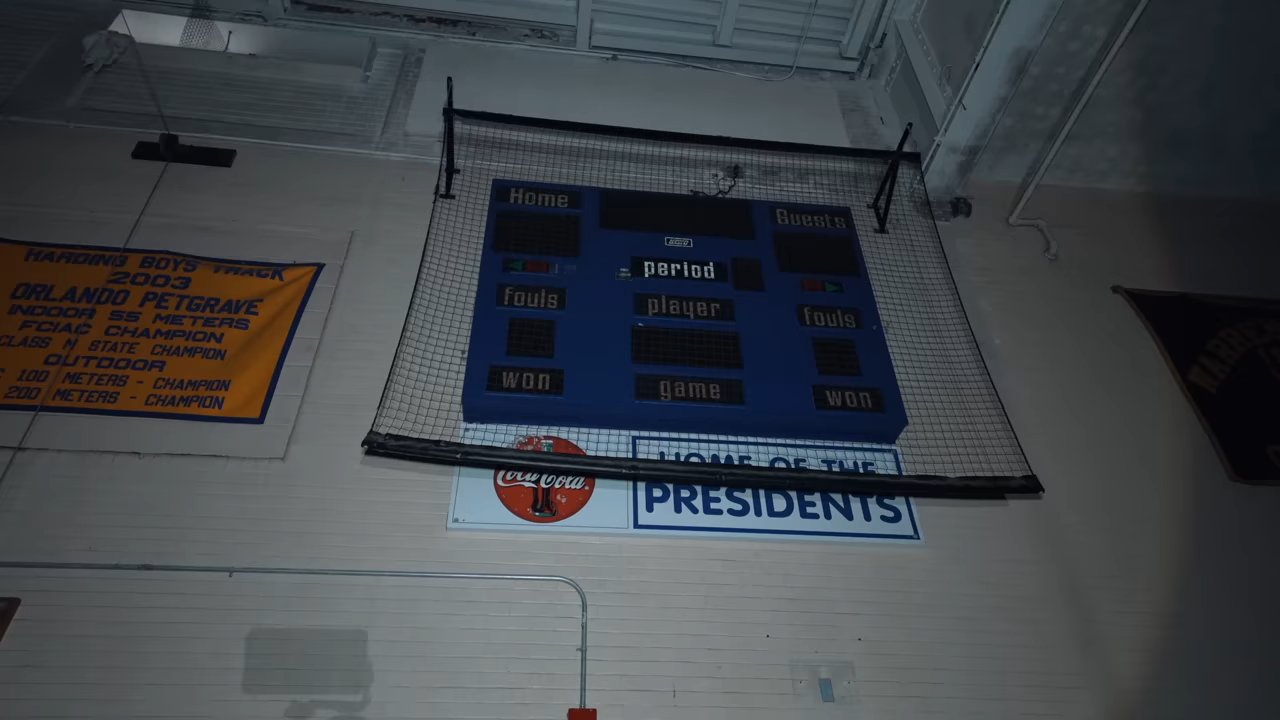 HARDING BOYS TRACK
2003
ORLANDO PETGRAVE
INDOOR 55 METERS
FCIAC CHAMPION
CLASS M STATE CHAMPION
OUTDOOR
100 METERS - CHAMPION
200 METERS - CHAMPION
Home
Guests
period
fouls
player
fouls
won
game
won
Coca-Cola
HOME OF THE
PRESIDENTS